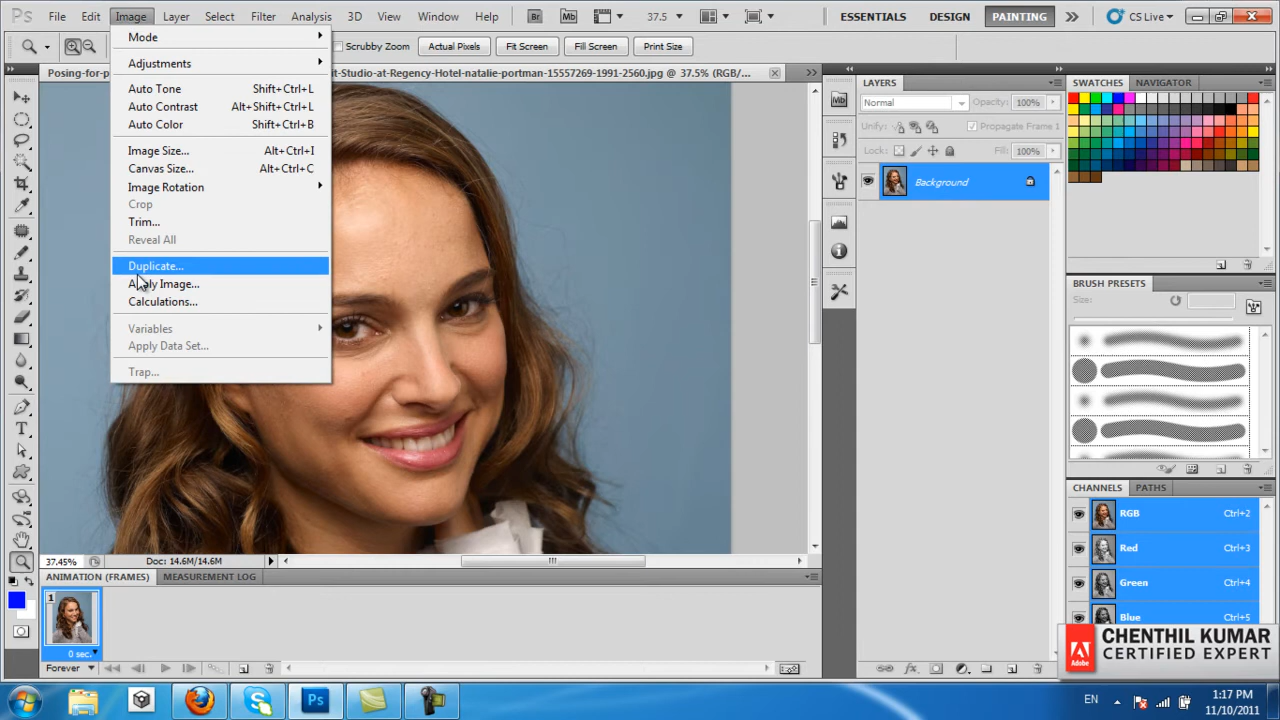 Ps File Edit Image Layer Select Filter Analysis 3D View Window Help Br Mb 37.5 ESSENTIALS DESIGN PAINTING CS Live
Scrubby Zoom Actual Pixels Fit Screen Fill Screen Print Size
Posing-for-p
it-Studio-at-Regency-Hotel-natalie-portman-15557269-1991-2560.jpg @ 37.5% (RGB/...
Mode
Adjustments
Auto Tone Shift+Ctrl+L
Auto Contrast Alt+Shift+Ctrl+L
Auto Color Shift+Ctrl+B
Image Size... Alt+Ctrl+I
Canvas Size... Alt+Ctrl+C
Image Rotation
Crop
Trim...
Reveal All
Duplicate...
Apply Image...
Calculations...
Variables
Apply Data Set...
Trap...
LAYERS
Normal Opacity: 100%
Unify: Propagate Frame 1
Lock: Fill: 100%
Background
Mb
SWATCHES NAVIGATOR
BRUSH PRESETS
Size:
CHANNELS PATHS
RGB Ctrl+2
Red Ctrl+3
Green Ctrl+4
Blue Ctrl+5
37.45% Doc: 14.6M/14.6M
ANIMATION (FRAMES) MEASUREMENT LOG
1
0 sec.
Forever
Adobe
CHENTHIL KUMAR
CERTIFIED EXPERT
Ps
EN
1:17 PM
11/10/2011